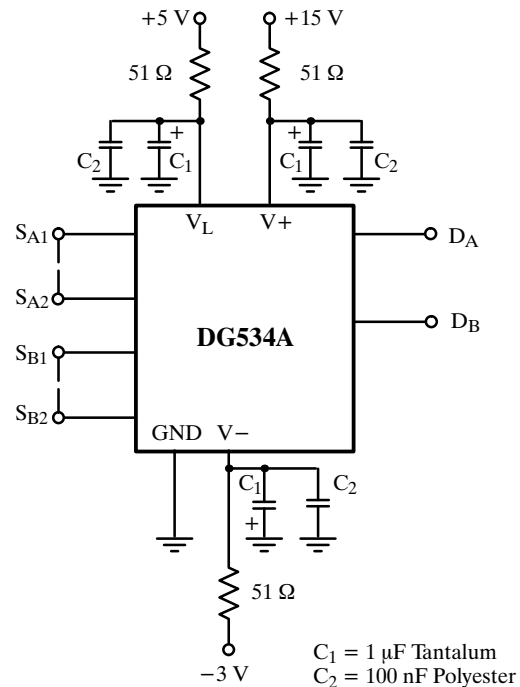 +5 V
+15 V
51 Ω
51 Ω
+
+
C2
C1
C1
C2
VL
V+
SA1
DA
SA2
DB
DG534A
SB1
SB2
GND
V−
C1
C2
+
51 Ω
−3 V
C1 = 1 μF Tantalum
C2 = 100 nF Polyester